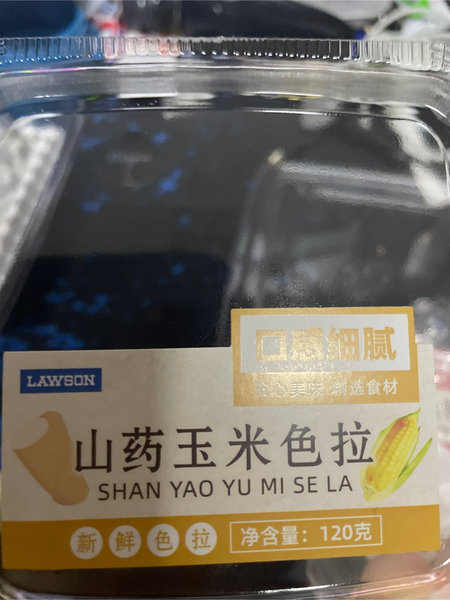 口感细腻
中心美味 精选食材
LAWSON
山药玉米色拉
SHAN YAO YU MI SE LA
新鲜色拉
净含量：120克